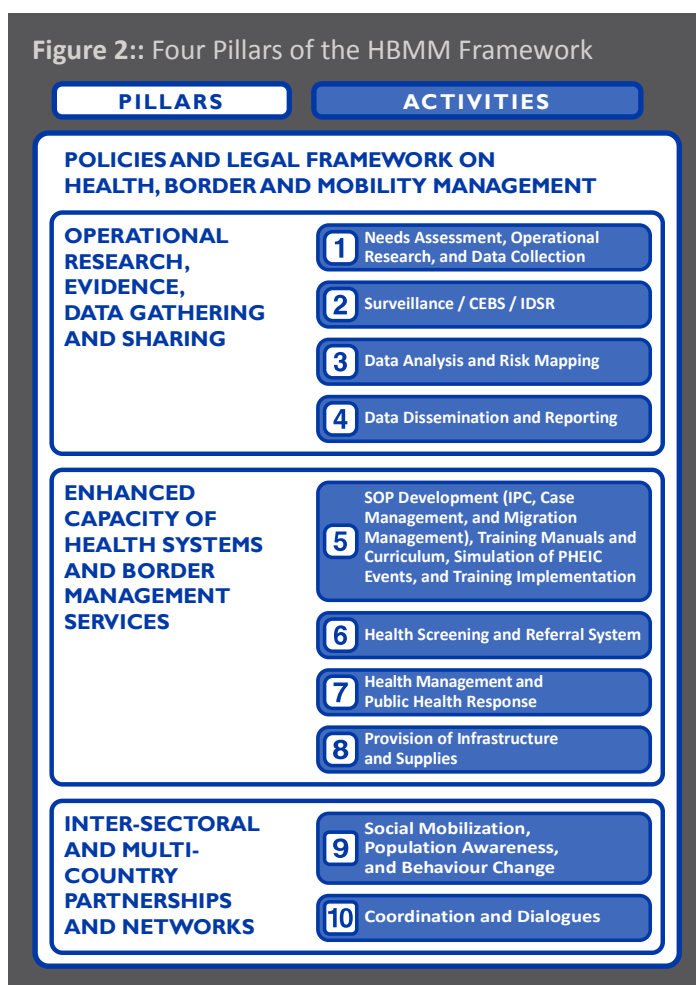 Figure 2:: Four Pillars of the HBMM Framework
PILLARS
ACTIVITIES
POLICIES AND LEGAL FRAMEWORK ON
HEALTH, BORDER AND MOBILITY MANAGEMENT
OPERATIONAL
RESEARCH,
EVIDENCE,
DATA GATHERING
AND SHARING
1 Needs Assessment, Operational
Research, and Data Collection
2 Surveillance / CEBS / IDSR
3 Data Analysis and Risk Mapping
4 Data Dissemination and Reporting
ENHANCED
CAPACITY OF
HEALTH SYSTEMS
AND BORDER
MANAGEMENT
SERVICES
5 SOP Development (IPC, Case
Management, and Migration
Management), Training Manuals and
Curriculum, Simulation of PHEIC
Events, and Training Implementation
6 Health Screening and Referral System
7 Health Management and
Public Health Response
8 Provision of Infrastructure
and Supplies
INTER-SECTORAL
AND MULTI-
COUNTRY
PARTNERSHIPS
AND NETWORKS
9 Social Mobilization,
Population Awareness,
and Behaviour Change
10 Coordination and Dialogues